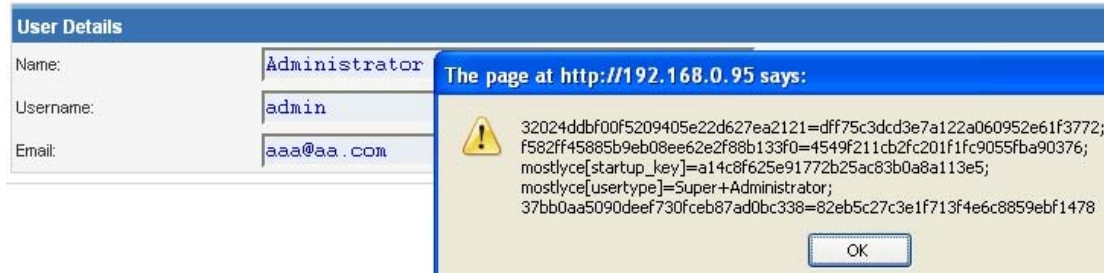 User Details
Name: Administrator
Username: admin
Email: aaa@aa.com
The page at http://192.168.0.95 says:
32024ddbf00f5209405e22d627ea2121=dff75c3dcd3e7a122a060952e61f3772;
f582ff45885b9eb08ee62e2f88b133f0=4549f211cb2fc201f1fc9055fba90376;
mostlyce[startup_key]=a14c8f625e91772b25ac83b0a8a113e5;
mostlyce[usertype]=Super+Administrator;
37bb0aa5090deef730fceb87ad0bc338=82eb5c27c3e1f713f4e6c8859ebf1478
OK